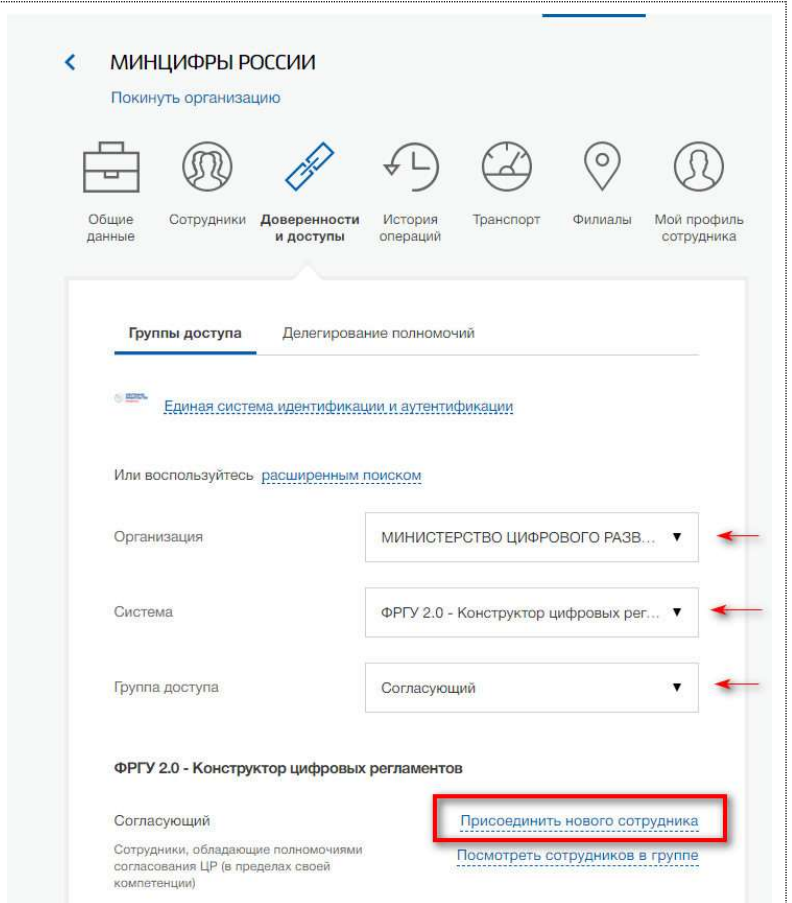 МИНЦИФРЫ РОССИИ
Покинуть организацию
Общие данные
Сотрудники
Доверенности и доступы
История операций
Транспорт
Филиалы
Мой профиль сотрудника
Группы доступа
Делегирование полномочий
Единая система идентификации и аутентификации
Или воспользуйтесь расширенным поиском
Организация
МИНИСТЕРСТВО ЦИФРОВОГО РАЗВ...
Система
ФРГУ 2.0 - Конструктор цифровых рег...
Группа доступа
Согласующий
ФРГУ 2.0 - Конструктор цифровых регламентов
Согласующий
Присоединить нового сотрудника
Сотрудники, обладающие полномочиями
согласования ЦР (в пределах своей
компетенции)
Посмотреть сотрудников в группе